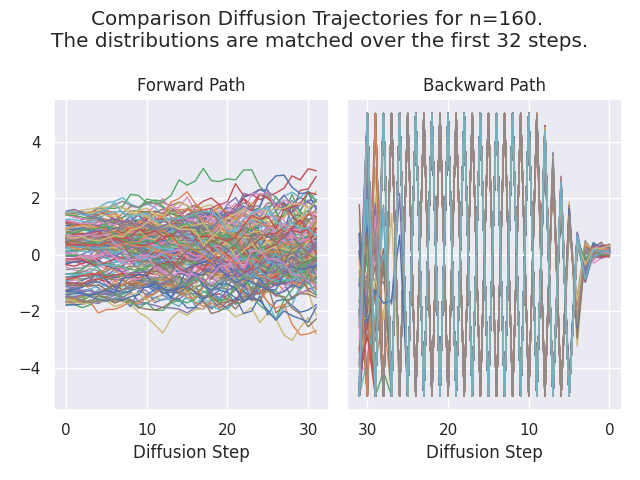 Comparison Diffusion Trajectories for n=160.
The distributions are matched over the first 32 steps.
Forward Path
Backward Path
4
2
0
−2
−4
0
10
20
30
30
20
10
0
Diffusion Step
Diffusion Step